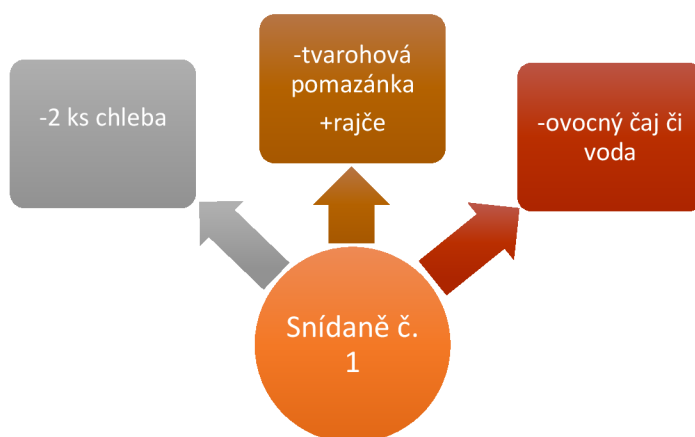 -2 ks chleba
-tvarohová
pomazánka
+rajče
-ovocný čaj či
voda
Snídaně č.
1